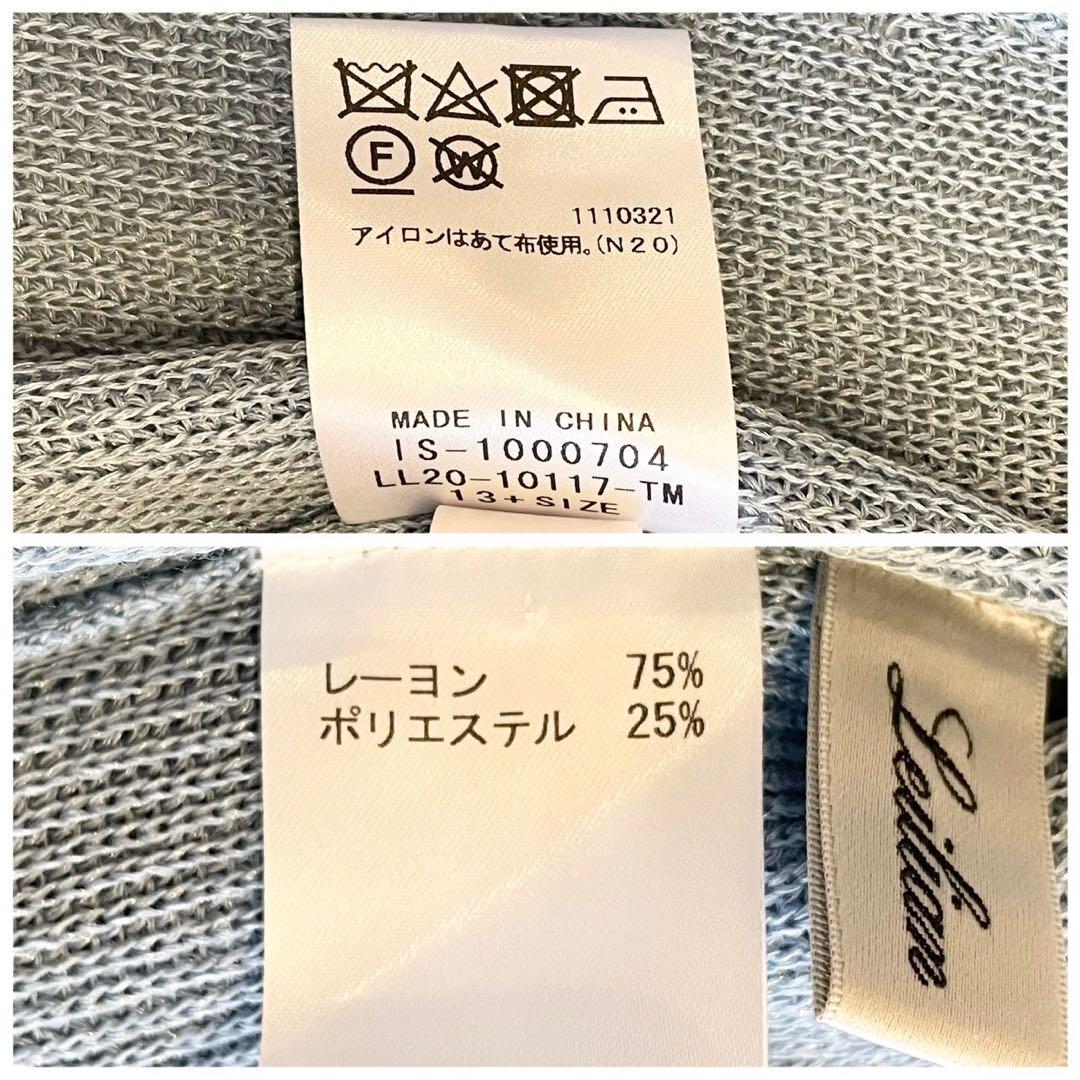 F
W
1110321
アイロンはあて布使用。(N20)
MADE IN CHINA
IS-1000704
LL20-10117-TM
13+SIZE
レーヨン 75%
ポリエステル 25%
Leilian